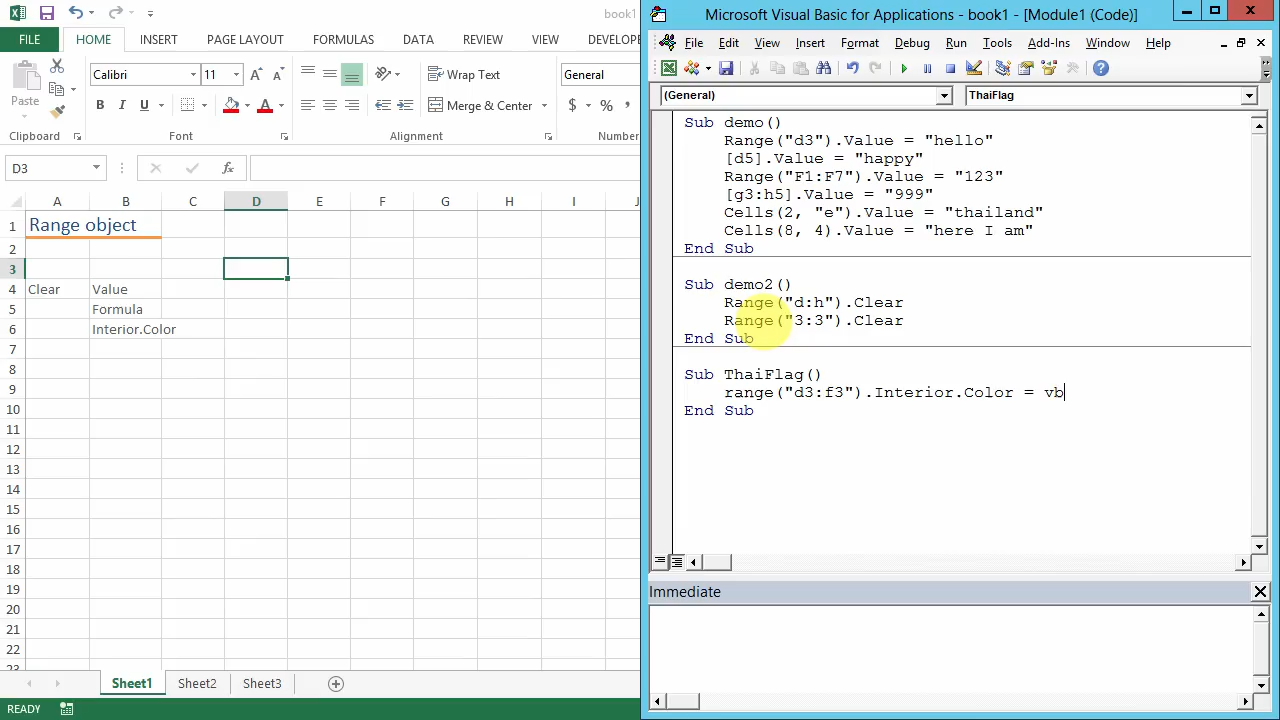 book1
FILE HOME INSERT PAGE LAYOUT FORMULAS DATA REVIEW VIEW DEVELOPE
Paste
Calibri
Wrap Text
General
B I U
A
Merge & Center
$ % ,
Clipboard Font Alignment Number
D3
fx
A B C D E F G H I J
1 Range object
2
3
4 Clear Value
5 Formula
6 Interior.Color
7
8
9
10
11
12
13
14
15
16
17
18
19
20
21
22
23
Sheet1 Sheet2 Sheet3
READY
Microsoft Visual Basic for Applications - book1 - [Module1 (Code)]
File Edit View Insert Format Debug Run Tools Add-Ins Window Help
(General) ThaiFlag
Sub demo()
Range("d3").Value = "hello"
[d5].Value = "happy"
Range("F1:F7").Value = "123"
[g3:h5].Value = "999"
Cells(2, "e").Value = "thailand"
Cells(8, 4).Value = "here I am"
End Sub
Sub demo2()
Range("d:h").Clear
Range("3:3").Clear
End Sub
Sub ThaiFlag()
range("d3:f3").Interior.Color = vb
End Sub
Immediate